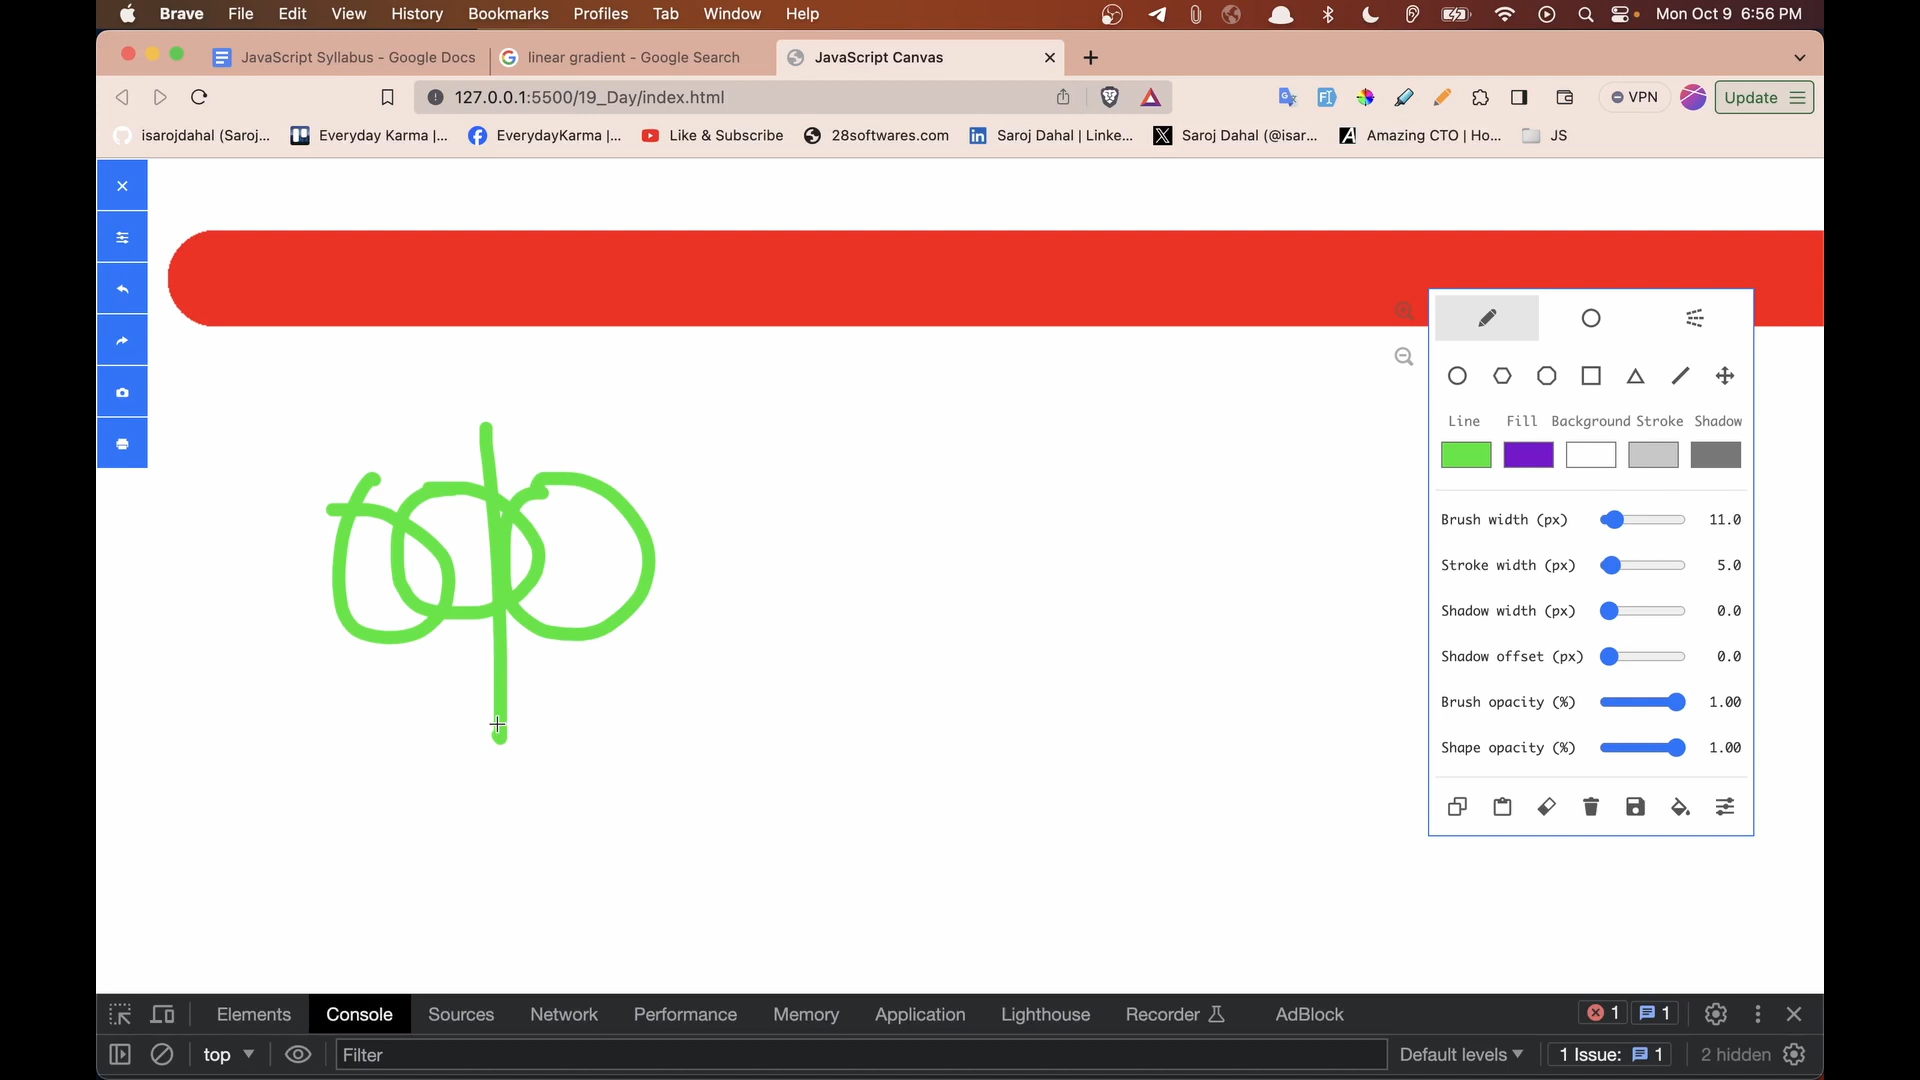 Brave File Edit View History Bookmarks Profiles Tab Window Help Mon Oct 9 6:56 PM
JavaScript Syllabus - Google Docs linear gradient - Google Search JavaScript Canvas
127.0.0.1:5500/19_Day/index.html VPN Update
isarojdahal (Saroj... Everyday Karma |... EverydayKarma |... Like & Subscribe 28softwares.com Saroj Dahal | Linke... Saroj Dahal (@isar... Amazing CTO | Ho... JS
Line Fill Background Stroke Shadow
Brush width (px) 11.0
Stroke width (px) 5.0
Shadow width (px) 0.0
Shadow offset (px) 0.0
Brush opacity (%) 1.00
Shape opacity (%) 1.00
Elements Console Sources Network Performance Memory Application Lighthouse Recorder AdBlock 1 1
top Filter Default levels 1 Issue: 1 2 hidden